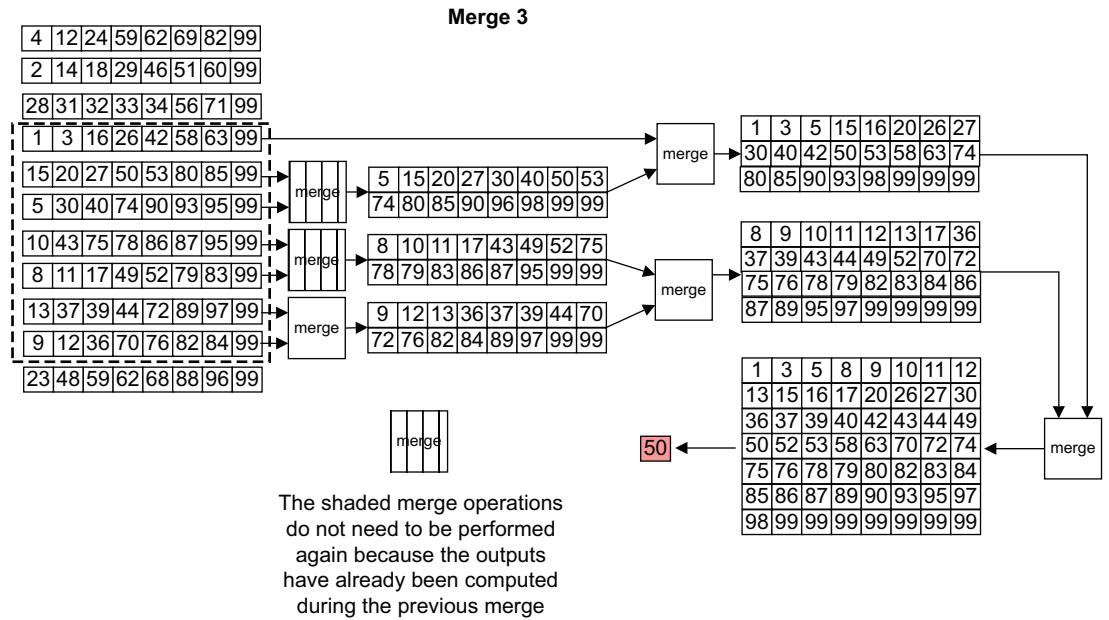 Merge 3
4 12 24 59 62 69 82 99
2 14 18 29 46 51 60 99
28 31 32 33 34 56 71 99
1 3 16 26 42 58 63 99
15 20 27 50 53 80 85 99
5 30 40 74 90 93 95 99
10 43 75 78 86 87 95 99
8 11 17 49 52 79 83 99
13 37 39 44 72 89 97 99
9 12 36 70 76 82 84 99
23 48 59 62 68 88 96 99
merge
merge
merge
5 15 20 27 30 40 50 53
74 80 85 90 96 98 99 99
8 10 11 17 43 49 52 75
78 79 83 86 87 95 99 99
9 12 13 36 37 39 44 70
72 76 82 84 89 97 99 99
merge
merge
1 3 5 15 16 20 26 27
30 40 42 50 53 58 63 74
80 85 90 93 98 99 99 99
8 9 10 11 12 13 17 36
37 39 43 44 49 52 70 72
75 76 78 79 82 83 84 86
87 89 95 97 99 99 99 99
merge
1 3 5 8 9 10 11 12
13 15 16 17 20 26 27 30
36 37 39 40 42 43 44 49
50 52 53 58 63 70 72 74
75 76 78 79 80 82 83 84
85 86 87 89 90 93 95 97
98 99 99 99 99 99 99 99
50
merge
The shaded merge operations
do not need to be performed
again because the outputs
have already been computed
during the previous merge